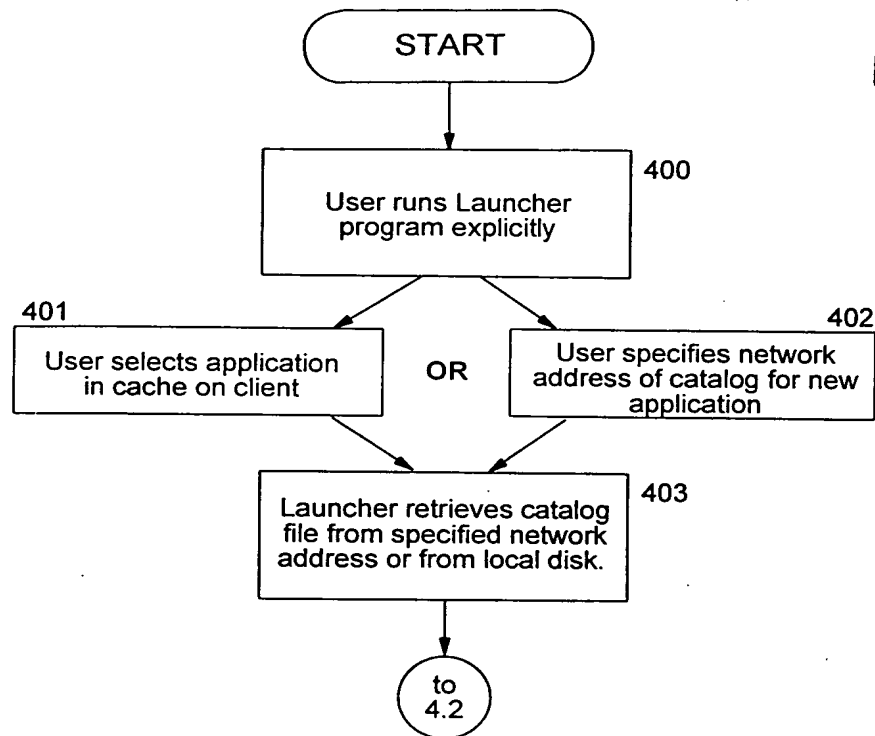 START
400
User runs Launcher
program explicitly
401
User selects application
in cache on client
OR
402
User specifies network
address of catalog for new
application
403
Launcher retrieves catalog
file from specified network
address or from local disk.
to
4.2